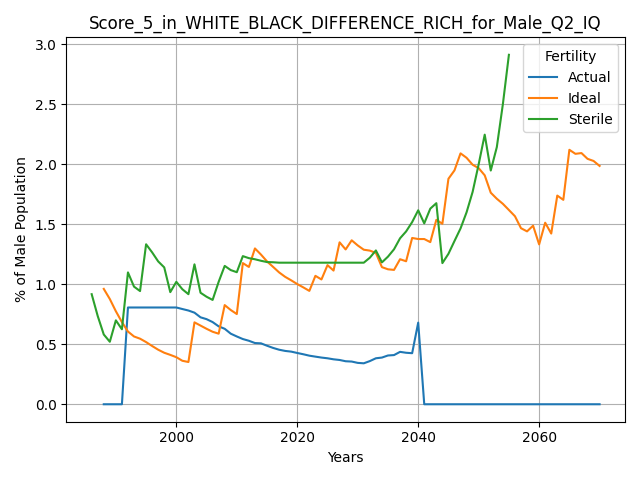 Score_5_in_WHITE_BLACK_DIFFERENCE_RICH_for_Male_Q2_IQ
3.0
2.5
2.0
1.5
1.0
0.5
0.0
% of Male Population
Fertility
Actual
Ideal
Sterile
2000
2020
2040
2060
Years